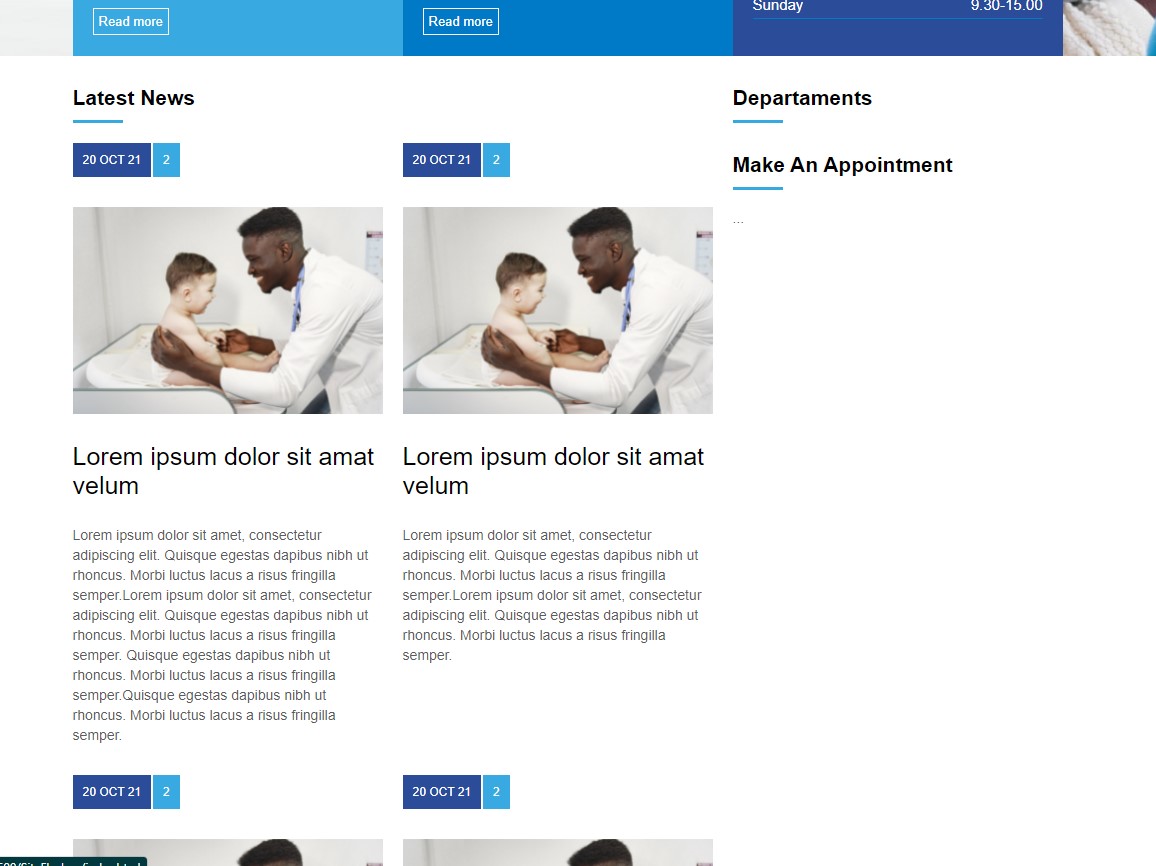 Read more
Read more
Sunday 9.30-15.00
Latest News
20 OCT 21 2
20 OCT 21 2
Lorem ipsum dolor sit amat
velum
Lorem ipsum dolor sit amat
velum
Lorem ipsum dolor sit amet, consectetur
adipiscing elit. Quisque egestas dapibus nibh ut
rhoncus. Morbi luctus lacus a risus fringilla
semper.Lorem ipsum dolor sit amet, consectetur
adipiscing elit. Quisque egestas dapibus nibh ut
rhoncus. Morbi luctus lacus a risus fringilla
semper. Quisque egestas dapibus nibh ut
rhoncus. Morbi luctus lacus a risus fringilla
semper.Quisque egestas dapibus nibh ut
rhoncus. Morbi luctus lacus a risus fringilla
semper.
Lorem ipsum dolor sit amet, consectetur
adipiscing elit. Quisque egestas dapibus nibh ut
rhoncus. Morbi luctus lacus a risus fringilla
semper.Lorem ipsum dolor sit amet, consectetur
adipiscing elit. Quisque egestas dapibus nibh ut
rhoncus. Morbi luctus lacus a risus fringilla
semper.
20 OCT 21 2
20 OCT 21 2
Departaments
Make An Appointment
...